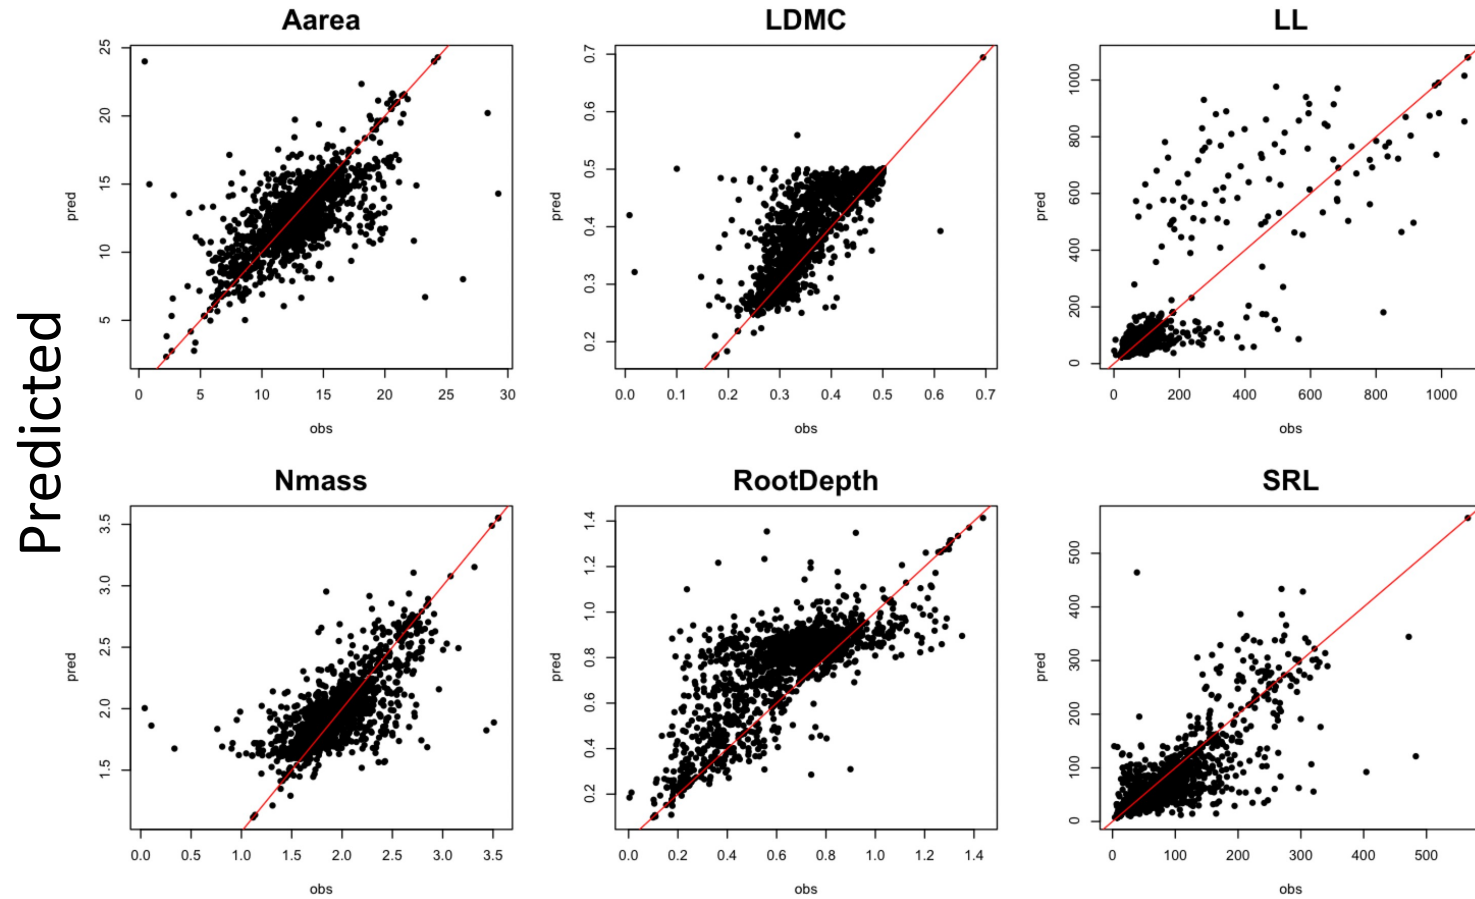 Predicted
Aarea
25
20
15
10
5
pred
0 5 10 15 20 25 30
obs
LDMC
0.7
0.6
0.5
0.4
0.3
0.2
pred
0.0 0.1 0.2 0.3 0.4 0.5 0.6 0.7
obs
LL
1000
800
600
400
200
0
pred
0 200 400 600 800 1000
obs
Nmass
3.5
3.0
2.5
2.0
1.5
pred
0.0 0.5 1.0 1.5 2.0 2.5 3.0 3.5
obs
RootDepth
1.4
1.2
1.0
0.8
0.6
0.4
0.2
pred
0.0 0.2 0.4 0.6 0.8 1.0 1.2 1.4
obs
SRL
500
400
300
200
100
0
pred
0 100 200 300 400 500
obs